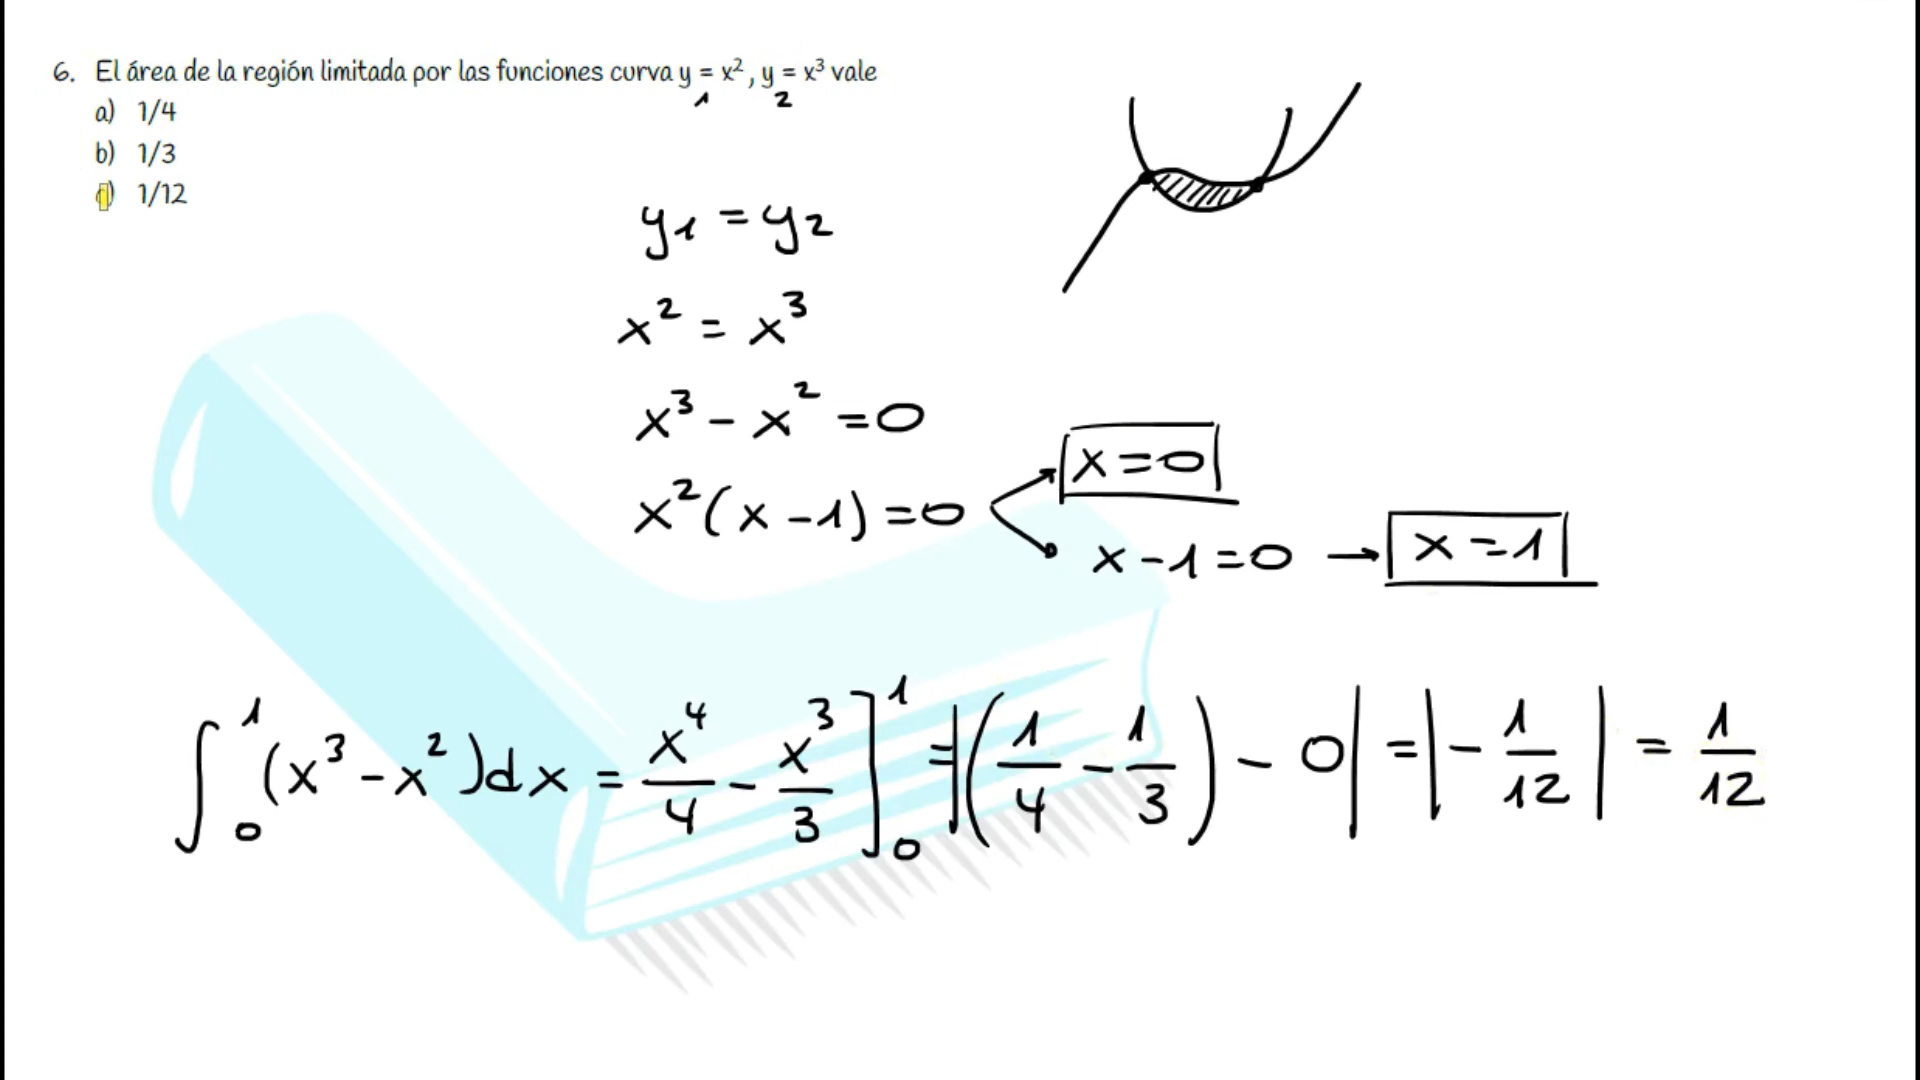 6. El área de la región limitada por las funciones curva y = x², y = x³ vale
1 2
a) 1/4
b) 1/3
c) 1/12
y₁ = y₂
x² = x³
x³ - x² = 0
x²(x - 1) = 0
x = 0
x - 1 = 0 → x = 1
∫₀¹ (x³ - x²)dx = x⁴/4 - x³/3 ]₀¹ = |(1/4 - 1/3) - 0| = |-1/12| = 1/12